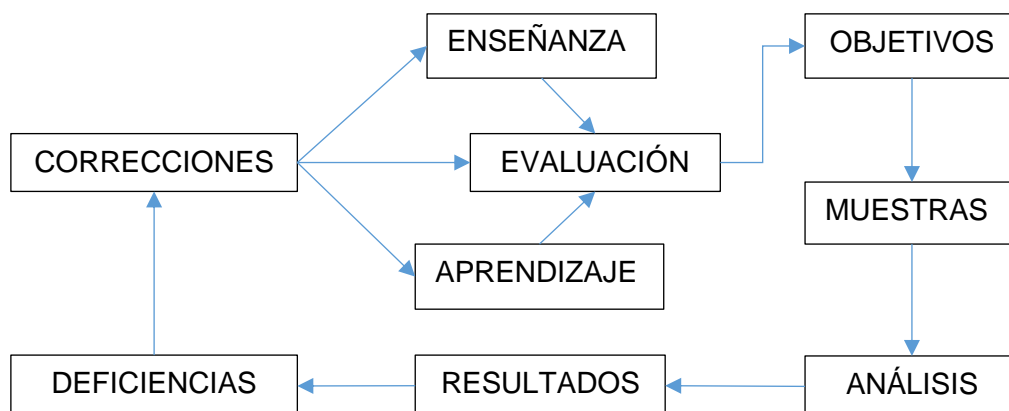 ENSEÑANZA
OBJETIVOS
CORRECCIONES
EVALUACIÓN
MUESTRAS
APRENDIZAJE
DEFICIENCIAS
RESULTADOS
ANÁLISIS